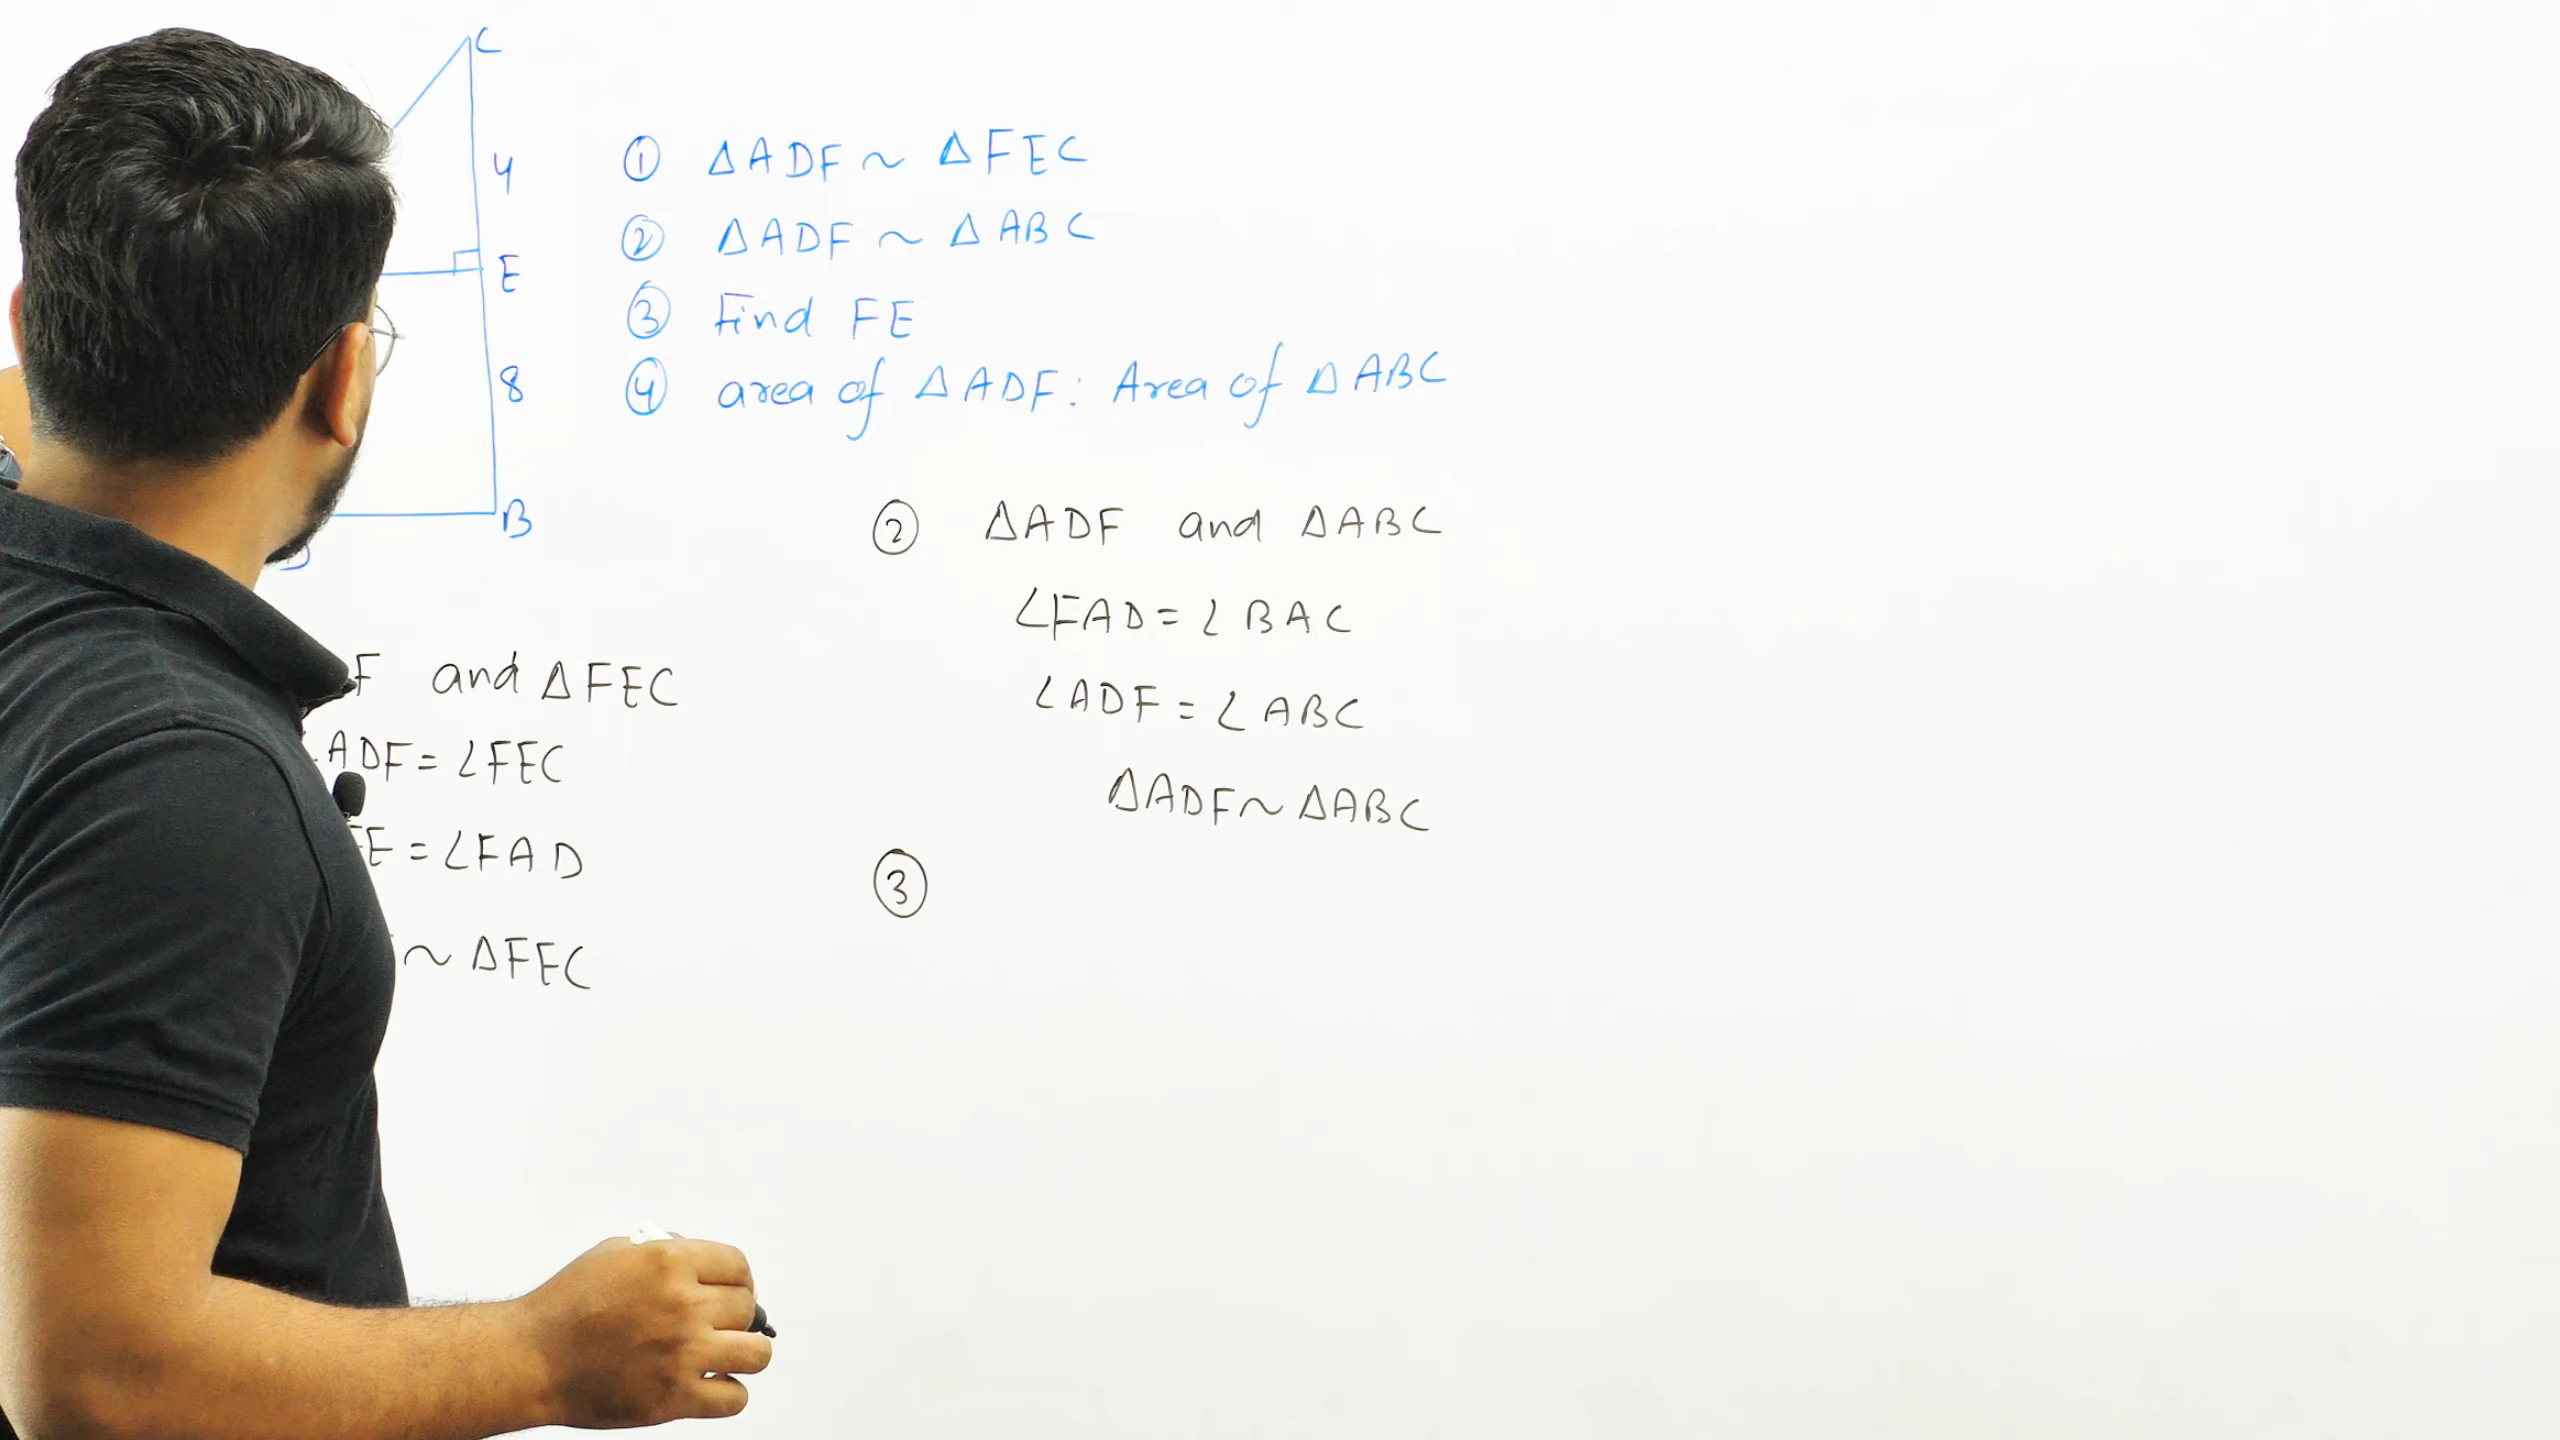 C
4
E
8
B
① ΔADF ~ ΔFEC
② ΔADF ~ ΔABC
③ Find FE
④ area of ΔADF : Area of ΔABC
F and ΔFEC
ADF = ∠FEC
E = ∠FAD
~ ΔFEC
② ΔADF and ΔABC
∠FAD = ∠BAC
∠ADF = ∠ABC
ΔADF ~ ΔABC
③